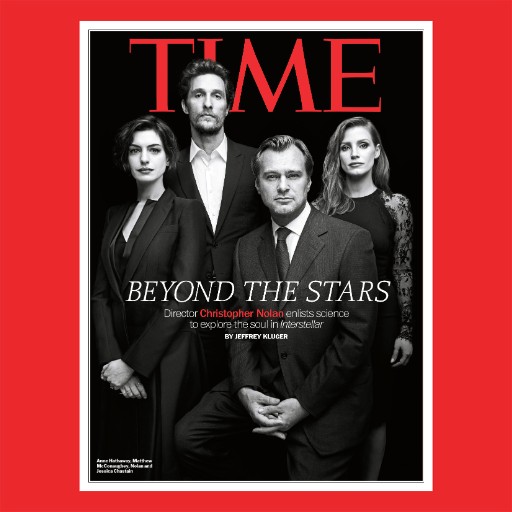 TIME
BEYOND THE STARS
Director Christopher Nolan enlists science
to explore the soul in Interstellar
BY JEFFREY KLUGER
Anne Hathaway, Matthew
McConaughey, Nolan and
Jessica Chastain